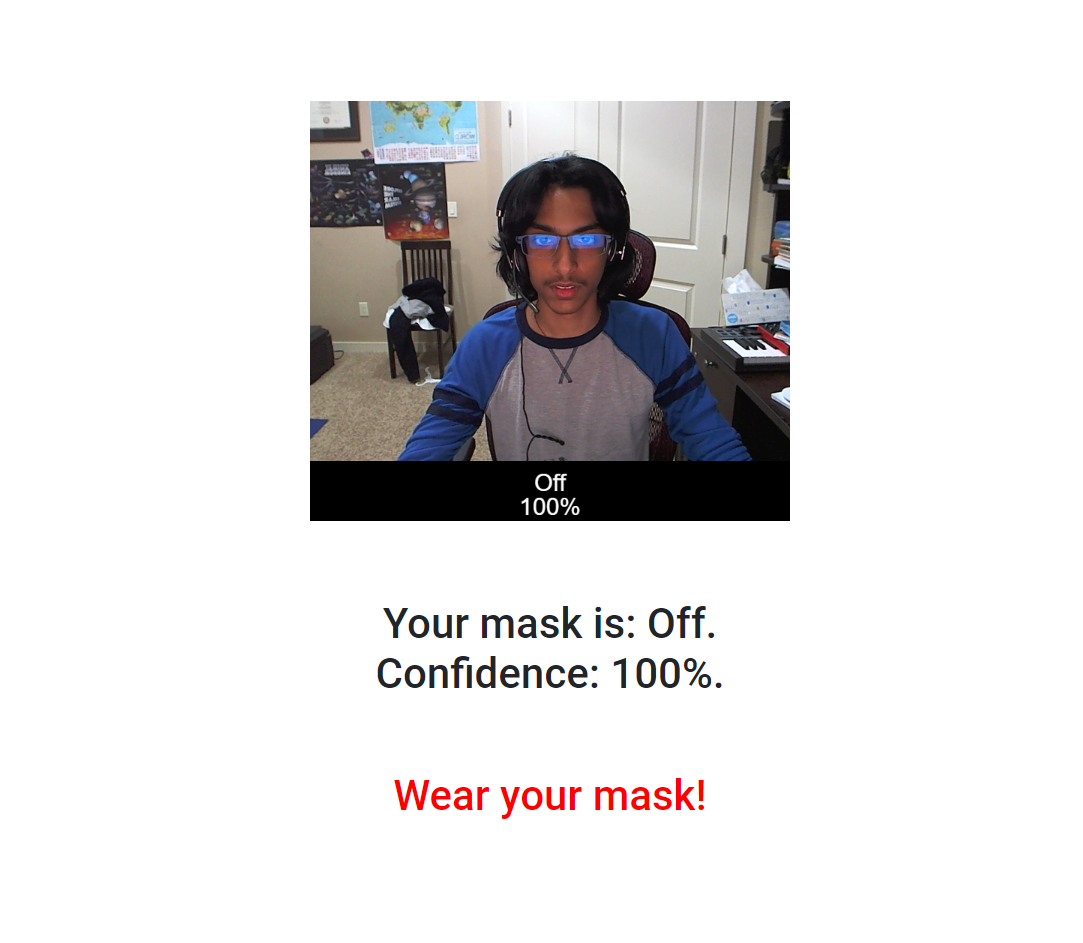 Off
100%
Your mask is: Off.
Confidence: 100%.
Wear your mask!